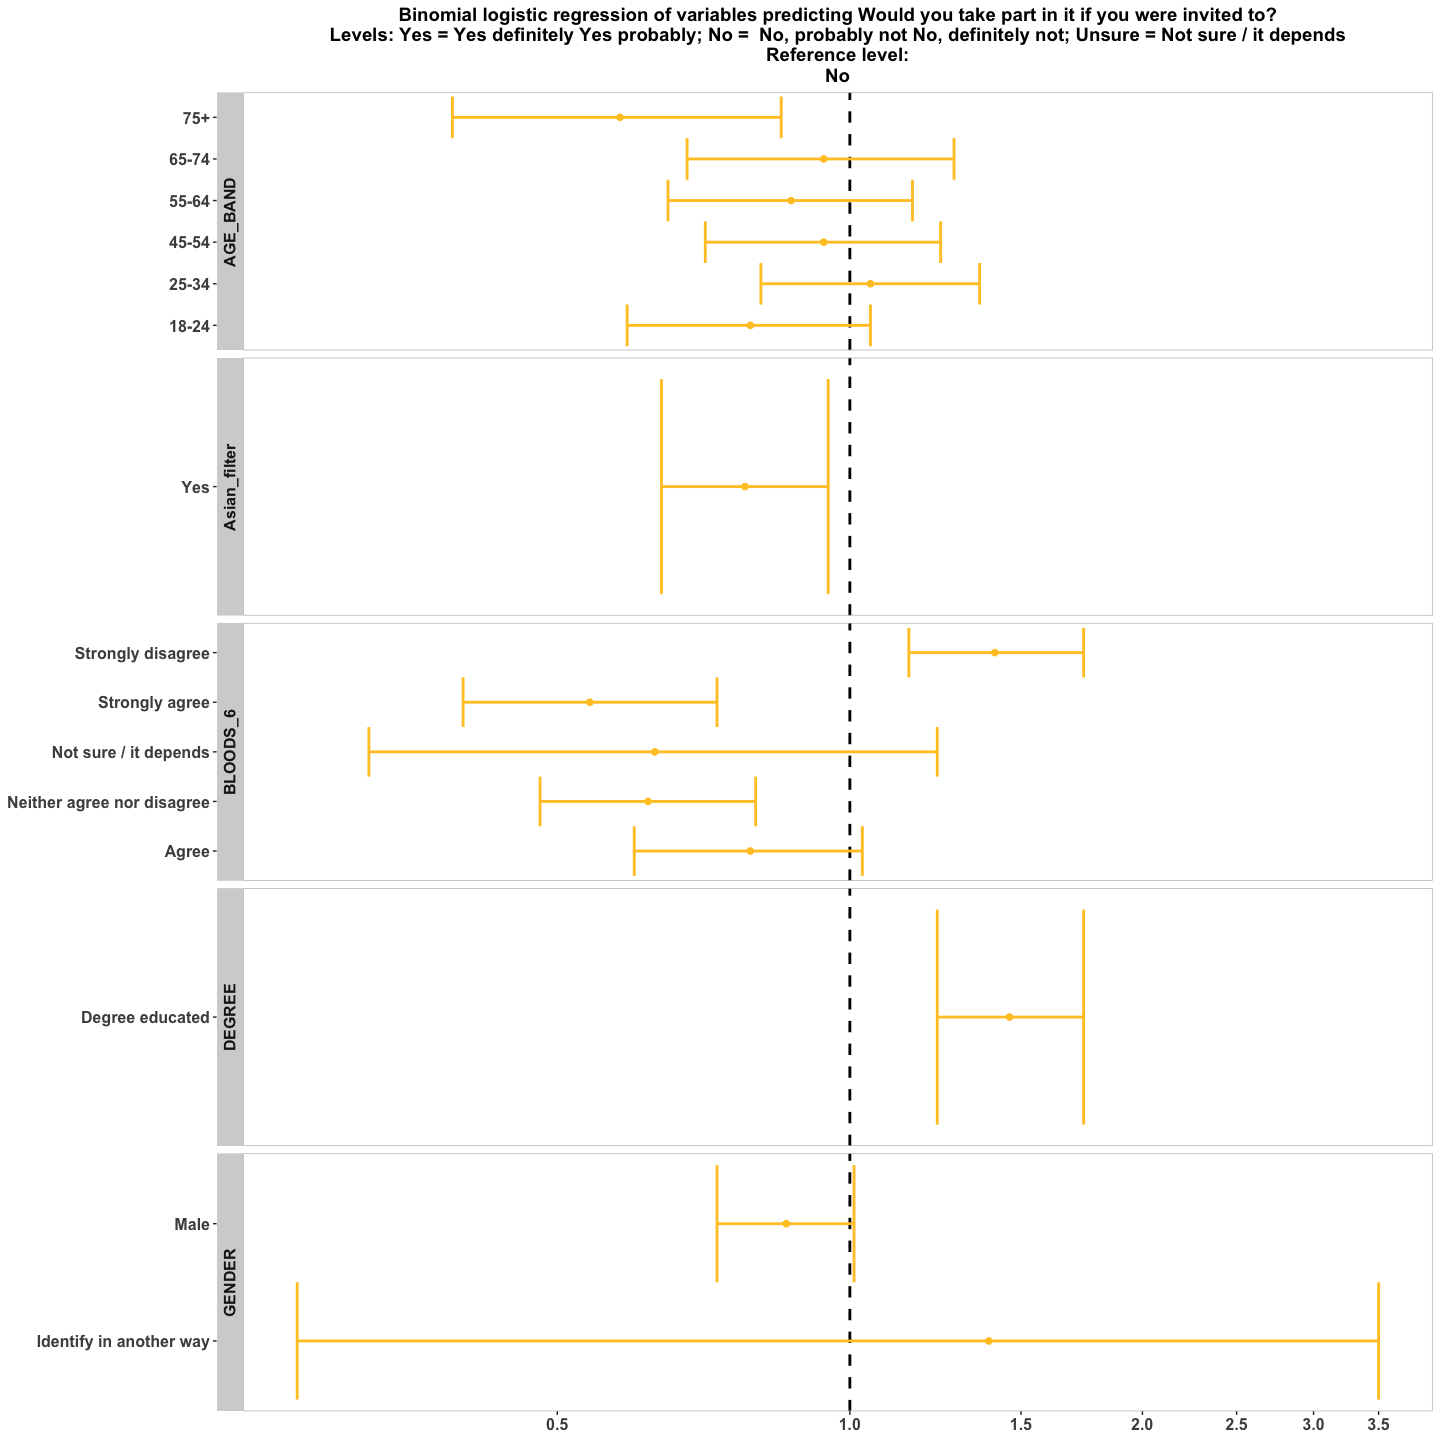 Binomial logistic regression of variables predicting Would you take part in it if you were invited to?
Levels: Yes = Yes definitely Yes probably; No =  No, probably not No, definitely not; Unsure = Not sure / it depends
Reference level:
No
AGE_BAND
75+
65-74
55-64
45-54
25-34
18-24
Asian_filter
Yes
BLOODS_6
Strongly disagree
Strongly agree
Not sure / it depends
Neither agree nor disagree
Agree
DEGREE
Degree educated
GENDER
Male
Identify in another way
0.5 1.0 1.5 2.0 2.5 3.0 3.5